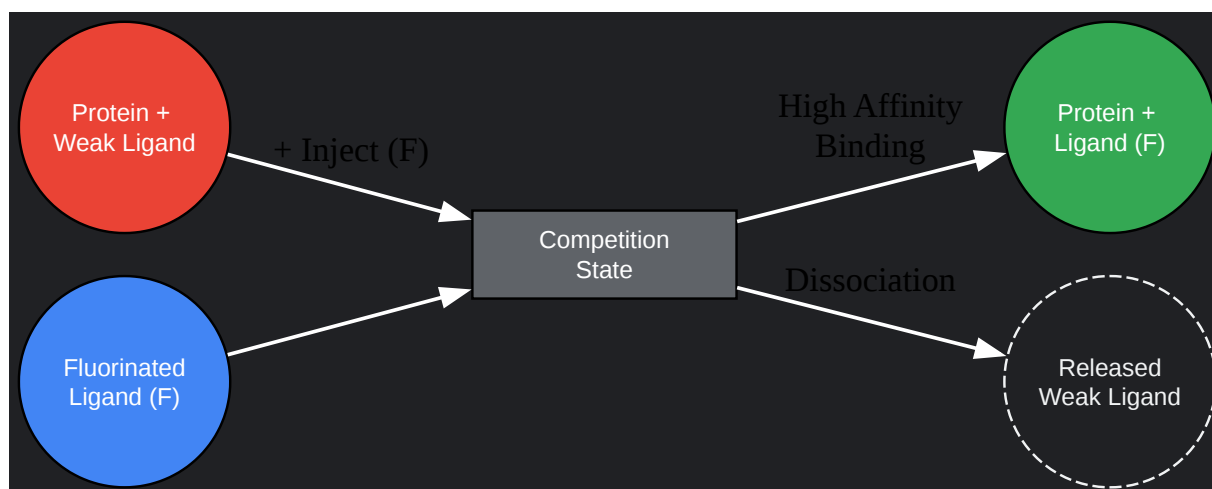 Protein +
Weak Ligand
+ Inject (F)
Fluorinated
Ligand (F)
Competition
State
High Affinity
Binding
Dissociation
Protein +
Ligand (F)
Released
Weak Ligand